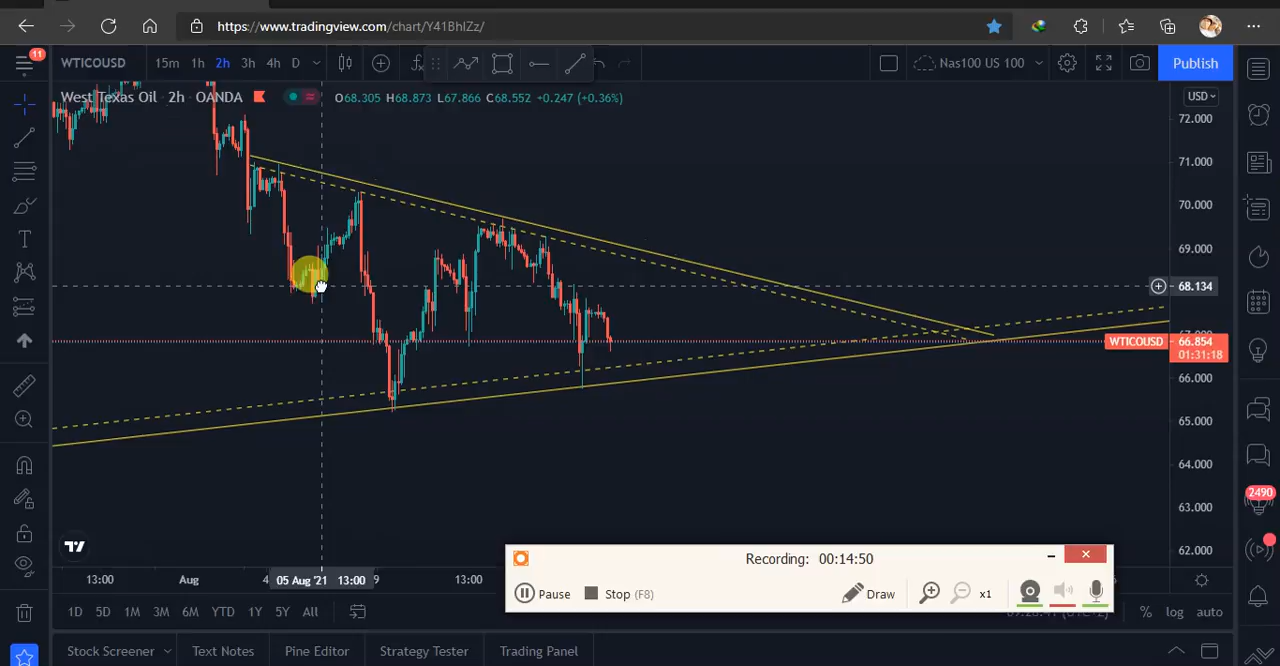 https://www.tradingview.com/chart/Y41BhIZz/
11
WTICOUSD 15m 1h 2h 3h 4h D Nas100 US 100 Publish
West Texas Oil · 2h · OANDA O68.305 H68.873 L67.866 C68.552 +0.247 (+0.36%) USD
72.000
71.000
70.000
69.000
68.134
WTICOUSD 66.854
01:31:18
66.000
65.000
64.000
63.000
62.000
2490
Recording: 00:14:50
Pause Stop (F8) Draw x1
13:00 Aug 05 Aug '21 13:00 9 13:00
1D 5D 1M 3M 6M YTD 1Y 5Y All % log auto
Stock Screener Text Notes Pine Editor Strategy Tester Trading Panel